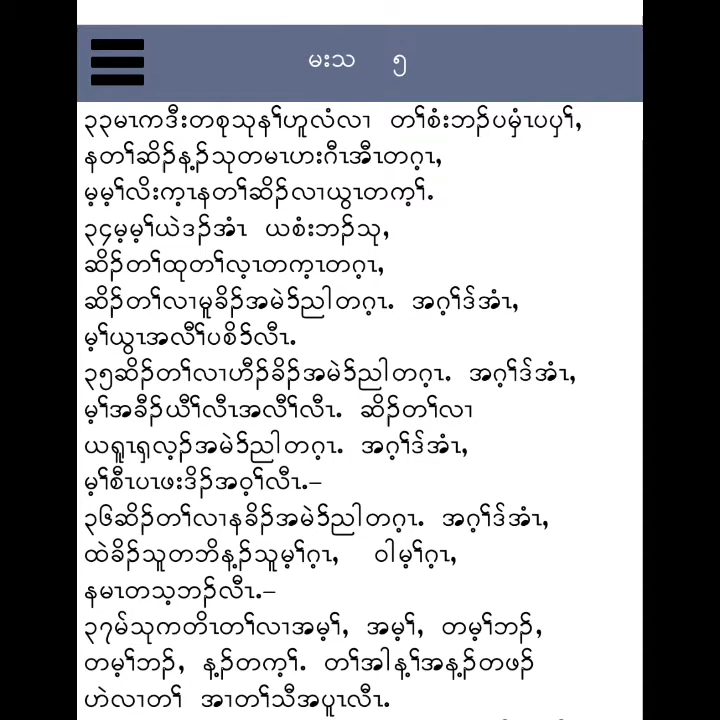 မးသ ၅
၃၃မၤကဒီးတစုသုနၢ်ဟူလံလၢ တၢ်စံးဘၣ်ပမှံၤပပှၢ်,
နတၢ်ဆိၣ်န့ၣ်သုတမၤဟးဂီၤအီၤတဂ့ၤ,
မ့မ့ၢ်လိးက့ၤနတၢ်ဆိၣ်လၢယွၤတက့ၢ်.
၃၄မ့မ့ၢ်ယဲဒၣ်အံၤ ယစံးဘၣ်သု,
ဆိၣ်တၢ်ထုတၢ်လ့ၤတက့ၤတဂ့ၤ,
ဆိၣ်တၢ်လၢမူခိၣ်အမဲာ်ညါတဂ့ၤ. အဂ့ၢ်ဒ်အံၤ,
မ့ၢ်ယွၤအလီၢ်ပစိာ်လီၤ.
၃၅ဆိၣ်တၢ်လၢဟီၣ်ခိၣ်အမဲာ်ညါတဂ့ၤ. အဂ့ၢ်ဒ်အံၤ,
မ့ၢ်အခီၣ်ယီၢ်လီၤအလီၢ်လီၤ. ဆိၣ်တၢ်လၢ
ယရူၤရှလ့ၣ်အမဲာ်ညါတဂ့ၤ. အဂ့ၢ်ဒ်အံၤ,
မ့ၢ်စီၤပၤဖးဒိၣ်အဝ့ၢ်လီၤ.–
၃၆ဆိၣ်တၢ်လၢနခိၣ်အမဲာ်ညါတဂ့ၤ. အဂ့ၢ်ဒ်အံၤ,
ထဲခိၣ်သူတဘိန့ၣ်သူမ့ၢ်ဂ့ၤ, ဝါမ့ၢ်ဂ့ၤ,
နမၤတသ့ဘၣ်လီၤ.–
၃၇မ်သုကတိၤတၢ်လၢအမ့ၢ်, အမ့ၢ်, တမ့ၢ်ဘၣ်,
တမ့ၢ်ဘၣ်, န့ၣ်တက့ၢ်. တၢ်အါန့ၢ်အန့ၣ်တဖၣ်
ဟဲလၢတၢ် အၢတၢ်သီအပူၤလီၤ.